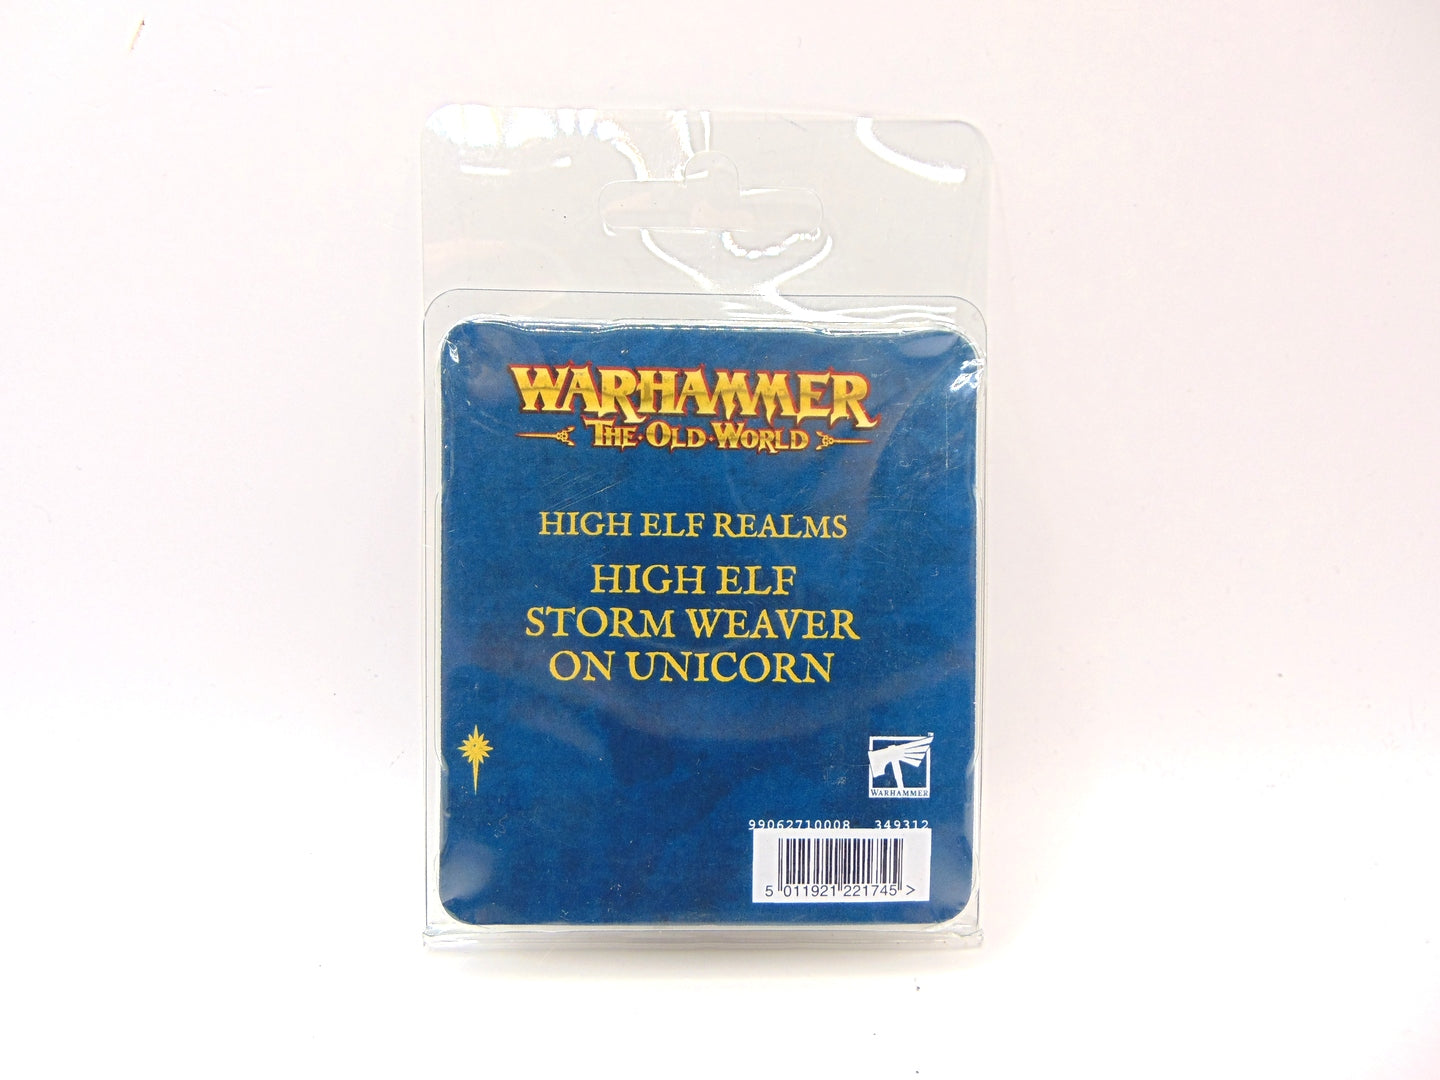 WARHAMMER
THE · OLD · WORLD
HIGH ELF REALMS
HIGH ELF
STORM WEAVER
ON UNICORN
™
WARHAMMER
99062710008 349312
5 011921 221745 >